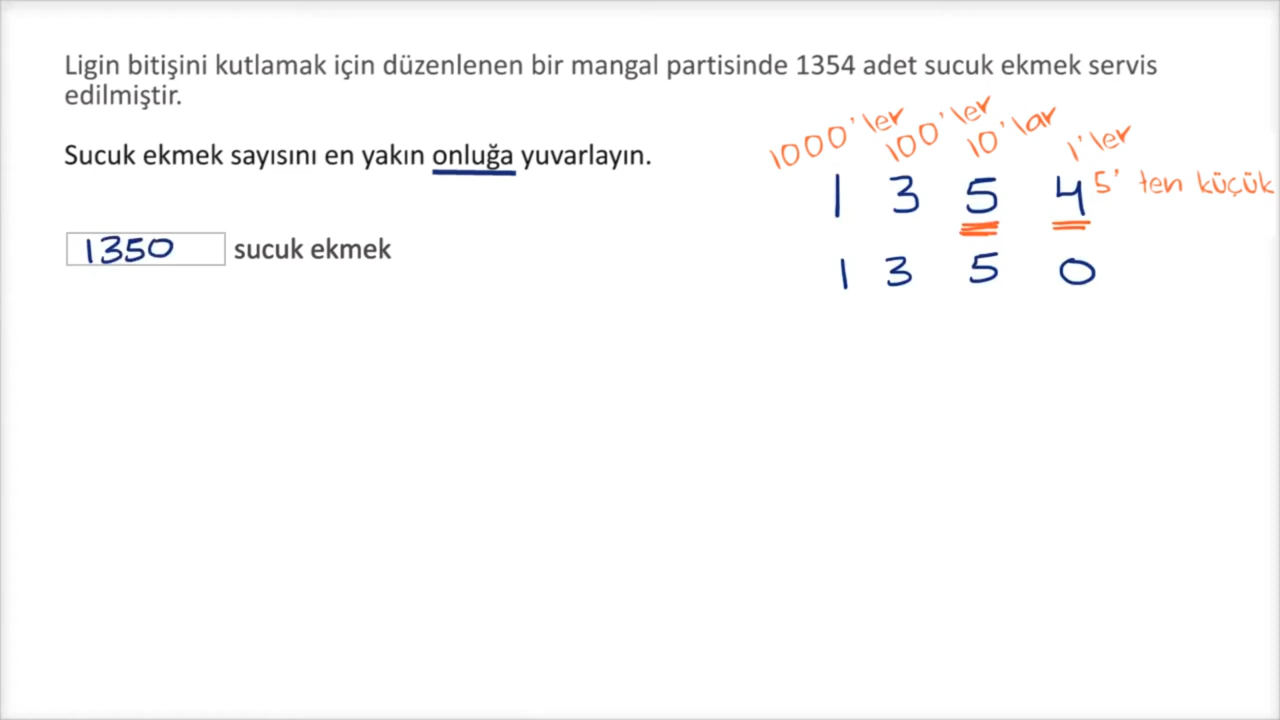 Ligin bitişini kutlamak için düzenlenen bir mangal partisinde 1354 adet sucuk ekmek servis
edilmiştir.
Sucuk ekmek sayısını en yakın onluğa yuvarlayın.
1350 sucuk ekmek
1000'ler 100'ler 10'lar 1'ler
1 3 5 4 5'ten küçük
1 3 5 0